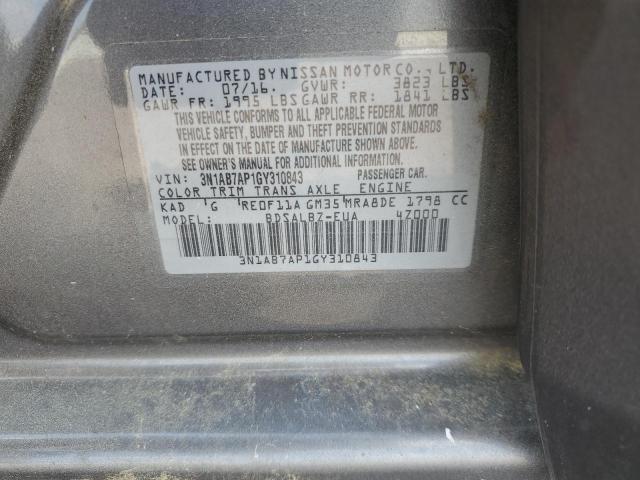 MANUFACTURED BY NISSAN MOTOR CO., LTD.
DATE: 07/16. GVWR: 3823 LBS
GAWR FR: 1995 LBS GAWR RR: 1841 LBS
THIS VEHICLE CONFORMS TO ALL APPLICABLE FEDERAL MOTOR
VEHICLE SAFETY, BUMPER AND THEFT PREVENTION STANDARDS
IN EFFECT ON THE DATE OF MANUFACTURE SHOWN ABOVE.
SEE OWNER'S MANUAL FOR ADDITIONAL INFORMATION.
VIN: 3N1AB7AP1GY310843 PASSENGER CAR.
COLOR TRIM TRANS AXLE ENGINE
KAD G RE0F11A GM35 MRA8DE 1798 CC
MODEL: BDSALBZ-EUA 4Z000
3N1AB7AP1GY310843